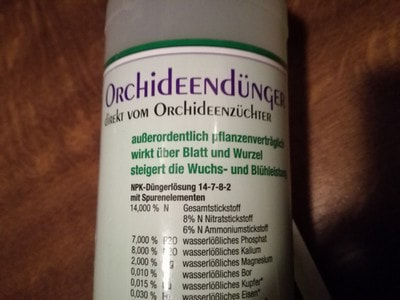 ORCHIDEENDÜNGER
direkt vom ORCHIDEENZÜCHTER
außerordentlich pflanzenverträglich
wirkt über Blatt und Wurzel
steigert die Wuchs- und Blühleistung
NPK-Düngerlösung 14-7-8-2
mit Spurenelementen
14,000 % N Gesamtstickstoff
8% Nitratstickstoff
6% N Ammoniumstickstoff
7,000 % wasserlösliches Phosphat
8,000 % wasserlösliches Kalium
2,000 % wasserlösliches Magnesium
0,010 % wasserlösliches Bor
0,015 wasserlösliches Kupfer*
0,030 wasserlösliches Eisen*